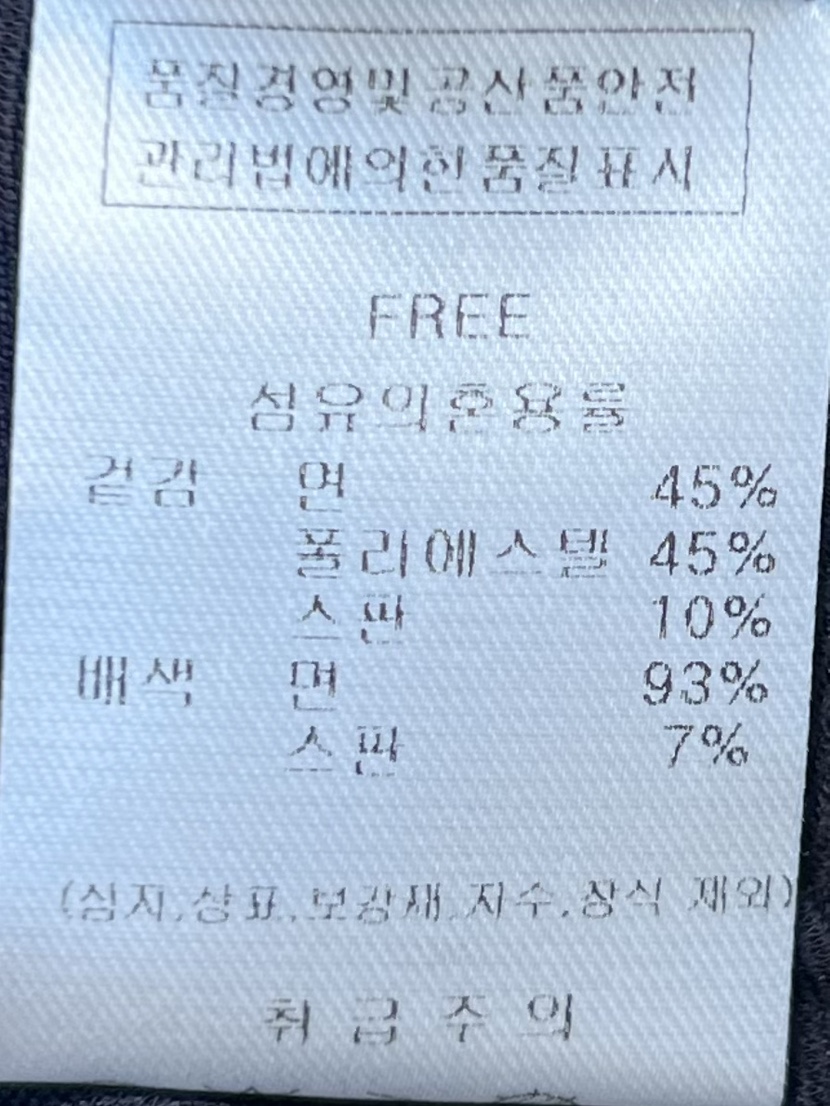 품질경영및공산품안전
관리법에의한품질표시
FREE
섬유의혼용률
겉감 면 45%
폴리에스텔 45%
스판 10%
배색 면 93%
스판 7%
(심지,상표,보강재,자수,장식 제외)
취급주의